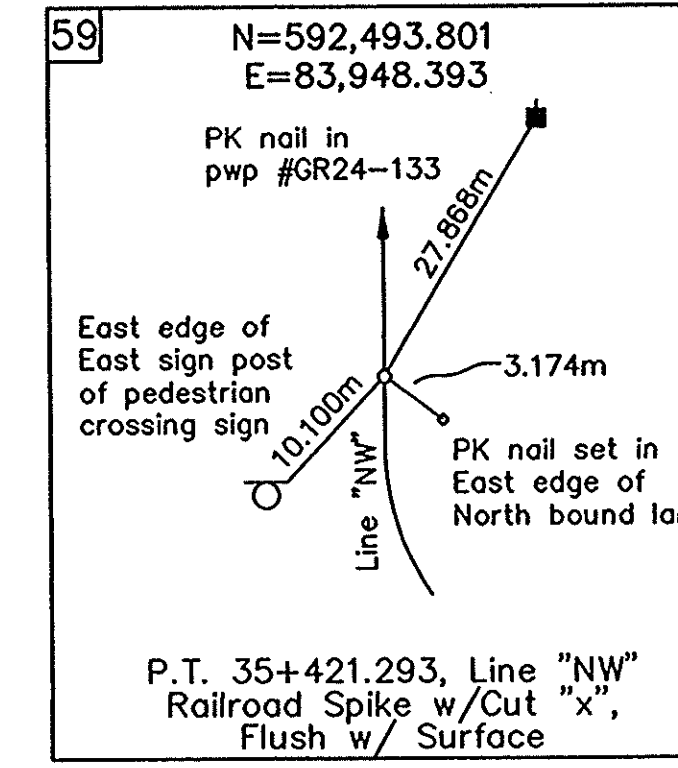 59
N=592,493.801
E=83,948.393
PK nail in
pwp #GR24-133
27.868m
East edge of
East sign post
of pedestrian
crossing sign
3.174m
10.100m
Line "NW"
PK nail set in
East edge of
North bound
P.T. 35+421.293, Line "NW"
Railroad Spike w/Cut "x",
Flush w/ Surface